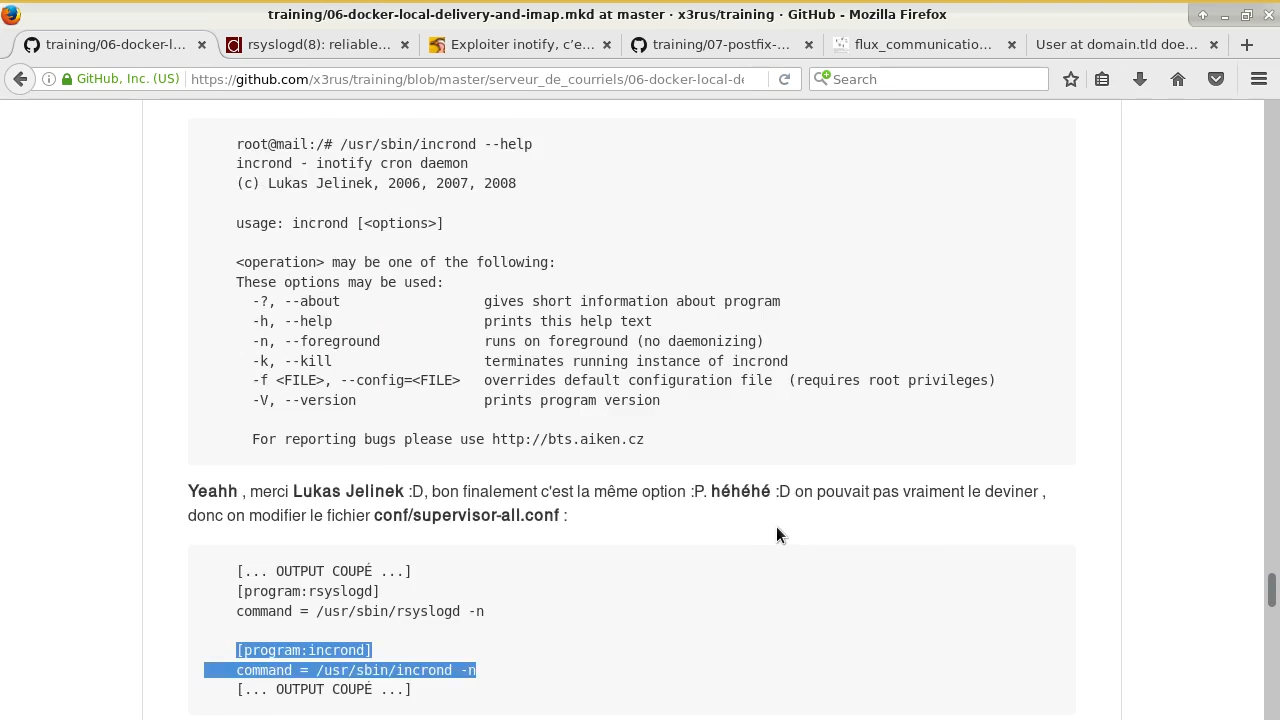 training/06-docker-local-delivery-and-imap.mkd at master · x3rus/training · GitHub - Mozilla Firefox
training/06-docker-l...
rsyslogd(8): reliable...
Exploiter inotify, c'e...
training/07-postfix-...
flux_communicatio...
User at domain.tld doe...
GitHub, Inc. (US)
https://github.com/x3rus/training/blob/master/serveur_de_courriels/06-docker-local-de
Search
root@mail:/# /usr/sbin/incrond --help
incrond - inotify cron daemon
(c) Lukas Jelinek, 2006, 2007, 2008
usage: incrond [<options>]
<operation> may be one of the following:
These options may be used:
-?, --about gives short information about program
-h, --help prints this help text
-n, --foreground runs on foreground (no daemonizing)
-k, --kill terminates running instance of incrond
-f <FILE>, --config=<FILE> overrides default configuration file (requires root privileges)
-V, --version prints program version
For reporting bugs please use http://bts.aiken.cz
Yeahh , merci Lukas Jelinek :D, bon finalement c'est la même option :P. héhéhé :D on pouvait pas vraiment le deviner ,
donc on modifier le fichier conf/supervisor-all.conf :
[... OUTPUT COUPÉ ...]
[program:rsyslogd]
command = /usr/sbin/rsyslogd -n
[program:incrond]
command = /usr/sbin/incrond -n
[... OUTPUT COUPÉ ...]